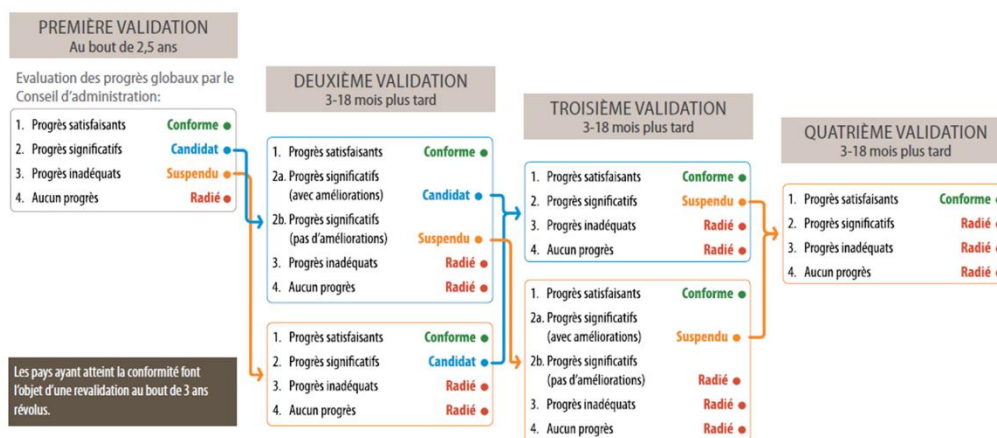 PREMIÈRE VALIDATION
Au bout de 2,5 ans
Evaluation des progrès globaux par le
Conseil d'administration:
1. Progrès satisfaisants Conforme
2. Progrès significatifs Candidat
3. Progrès inadéquats Suspendu
4. Aucun progrès Radié
Les pays ayant atteint la conformité font
l'objet d'une revalidation au bout de 3 ans
révolus.
DEUXIÈME VALIDATION
3-18 mois plus tard
1. Progrès satisfaisants Conforme
2a. Progrès significatifs
(avec améliorations) Candidat
2b. Progrès significatifs
(pas d'améliorations) Suspendu
3. Progrès inadéquats Radié
4. Aucun progrès Radié
1. Progrès satisfaisants Conforme
2. Progrès significatifs Candidat
3. Progrès inadéquats Radié
4. Aucun progrès Radié
TROISIÈME VALIDATION
3-18 mois plus tard
1. Progrès satisfaisants Conforme
2. Progrès significatifs Suspendu
3. Progrès inadéquats Radié
4. Aucun progrès Radié
1. Progrès satisfaisants Conforme
2a. Progrès significatifs
(avec améliorations) Suspendu
2b. Progrès significatifs
(pas d'améliorations) Radié
3. Progrès inadéquats Radié
4. Aucun progrès Radié
QUATRIÈME VALIDATION
3-18 mois plus tard
1. Progrès satisfaisants Conforme
2. Progrès significatifs Radié
3. Progrès inadéquats Radié
4. Aucun progrès Radié